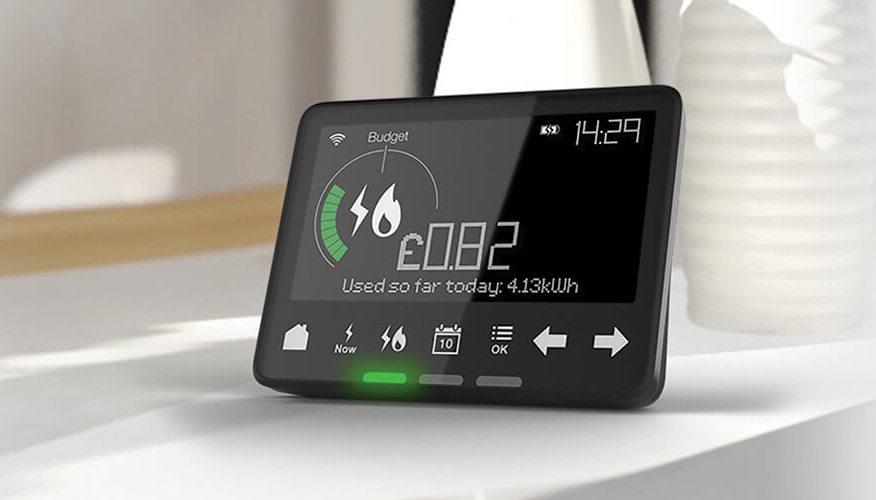 Budget
14:29
£0.82
Used so far today: 4.13kWh
Now
10
OK